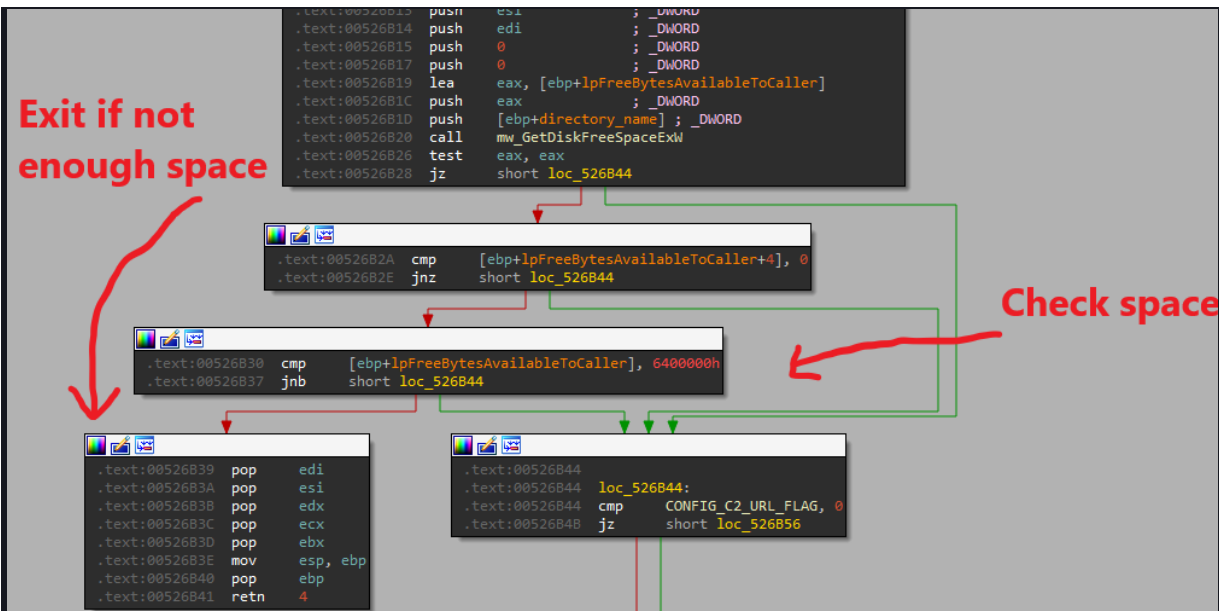 .text:00526B13 push esi ; _DWORD
.text:00526B14 push edi ; _DWORD
.text:00526B15 push 0 ; _DWORD
.text:00526B17 push 0 ; _DWORD
.text:00526B19 lea eax, [ebp+lpFreeBytesAvailableToCaller]
.text:00526B1C push eax ; _DWORD
.text:00526B1D push [ebp+directory_name] ; _DWORD
.text:00526B20 call mw_GetDiskFreeSpaceExW
.text:00526B26 test eax, eax
.text:00526B28 jz short loc_526B44
Exit if not
enough space
.text:00526B2A cmp [ebp+lpFreeBytesAvailableToCaller+4], 0
.text:00526B2E jnz short loc_526B44
Check space
.text:00526B30 cmp [ebp+lpFreeBytesAvailableToCaller], 6400000h
.text:00526B37 jnb short loc_526B44
.text:00526B39 pop edi
.text:00526B3A pop esi
.text:00526B3B pop edx
.text:00526B3C pop ecx
.text:00526B3D pop ebx
.text:00526B3E mov esp, ebp
.text:00526B40 pop ebp
.text:00526B41 retn 4
.text:00526B44
.text:00526B44 loc_526B44:
.text:00526B44 cmp CONFIG_C2_URL_FLAG, 0
.text:00526B4B jz short loc_526B56